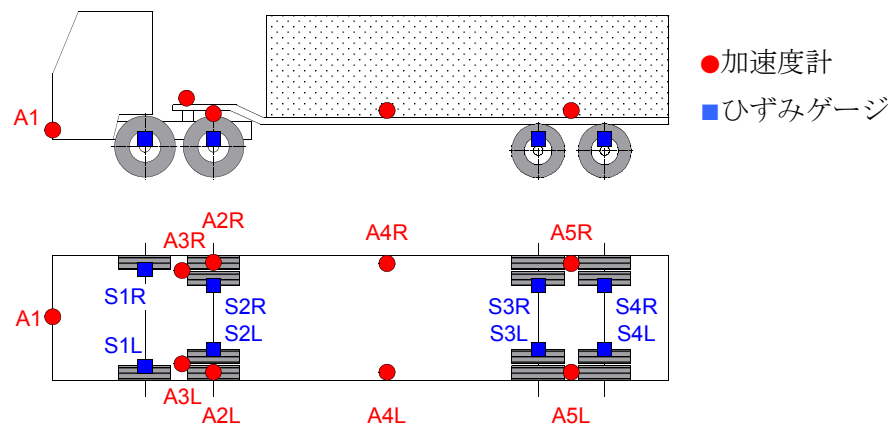 ●加速度計
■ひずみゲージ
A1
A2R
A3R
A4R
A5R
S1R
S2R
S3R
S4R
A1
S1L
S2L
S3L
S4L
A3L
A2L
A4L
A5L